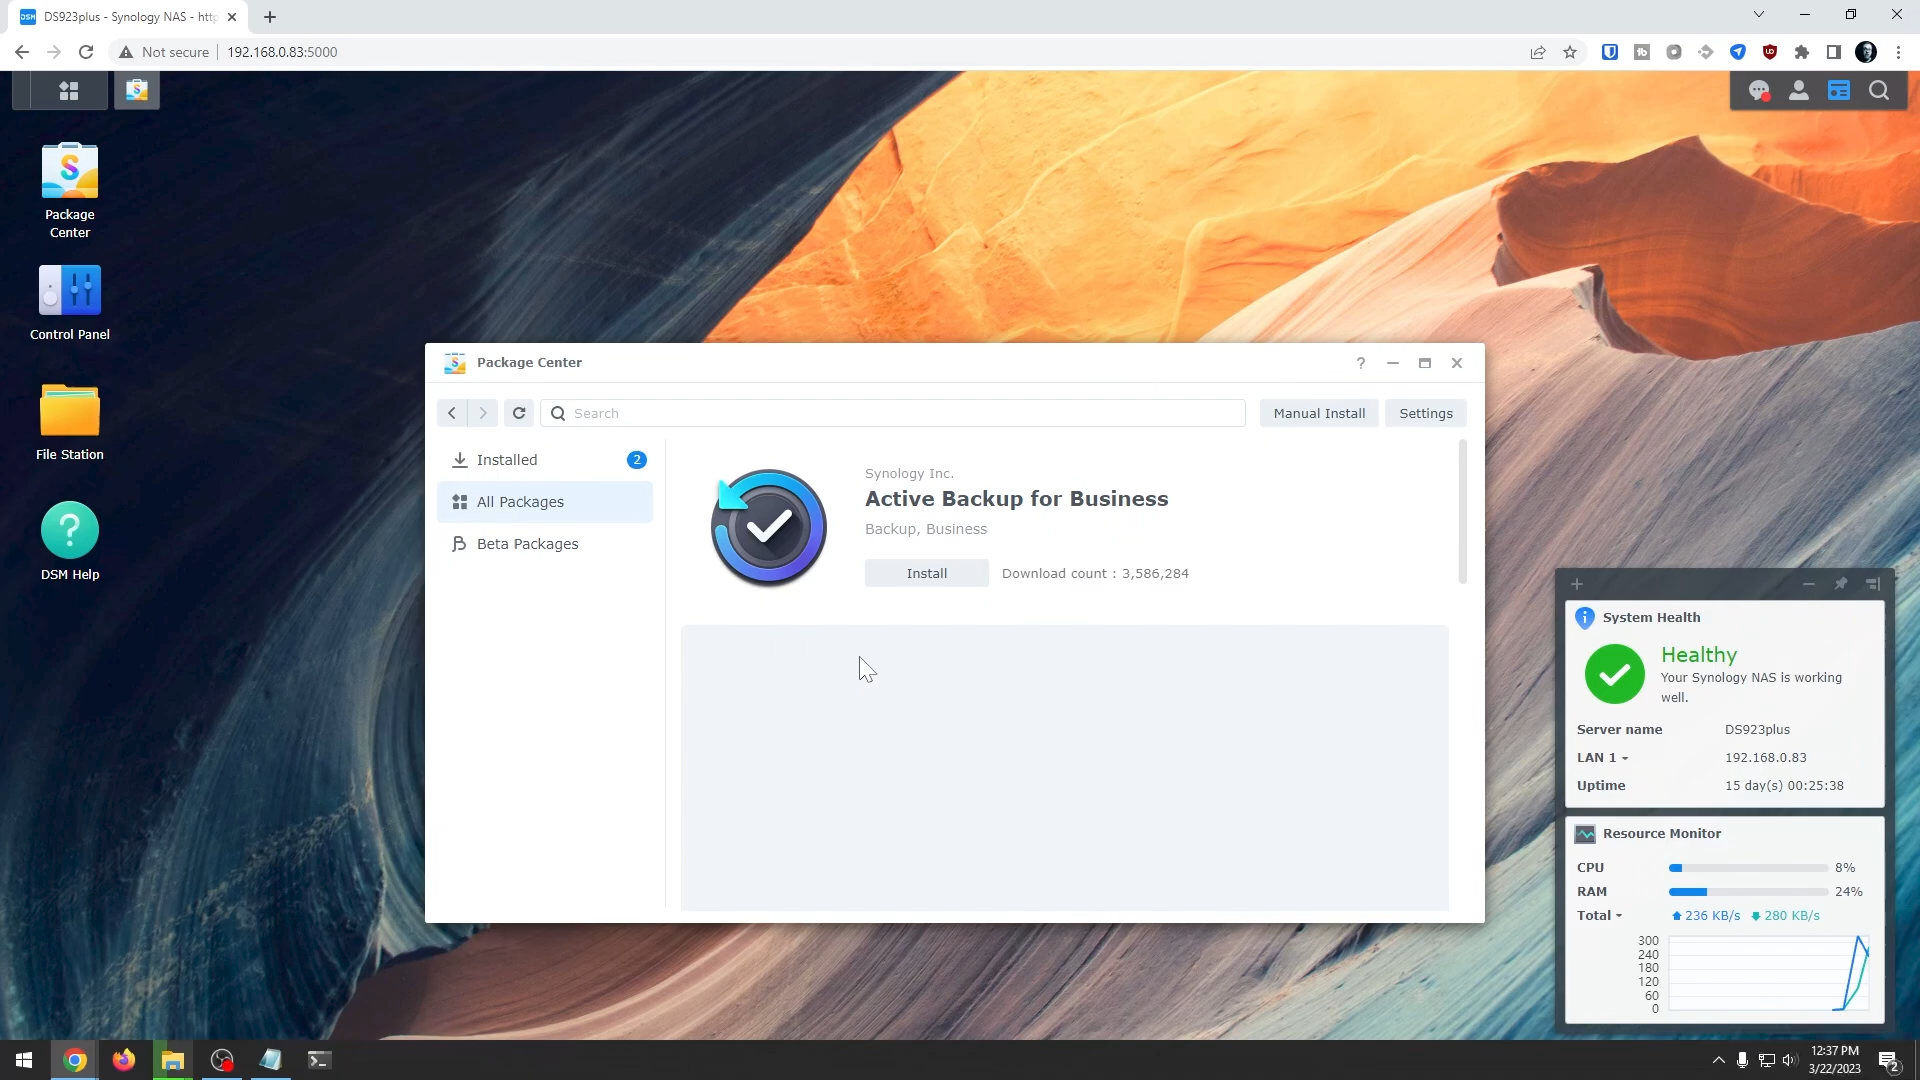 DS923plus - Synology NAS - http
Not secure
192.168.0.83:5000
Package
Center
Control Panel
File Station
DSM Help
Package Center
Search
Manual Install
Settings
Installed
2
All Packages
Beta Packages
Synology Inc.
Active Backup for Business
Backup, Business
Install
Download count : 3,586,284
System Health
Healthy
Your Synology NAS is working
well.
Server name
DS923plus
LAN 1
192.168.0.83
Uptime
15 day(s) 00:25:38
Resource Monitor
CPU
8%
RAM
24%
Total
236 KB/s
280 KB/s
300
240
180
120
60
0
12:37 PM
3/22/2023
2